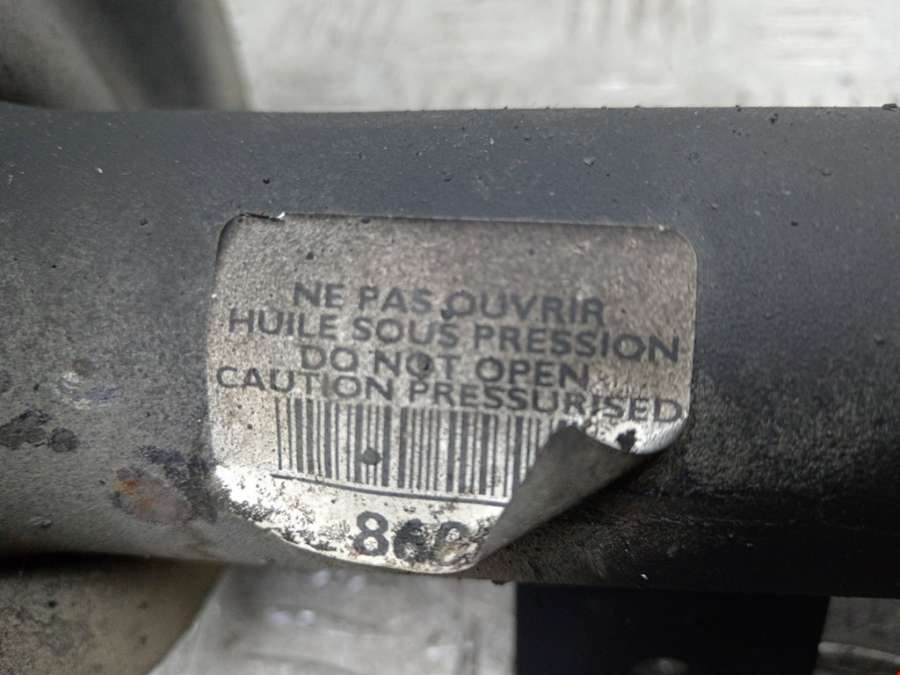 NE PAS OUVRIR
HUILE SOUS PRESSION
DO NOT OPEN
CAUTION PRESSURISED